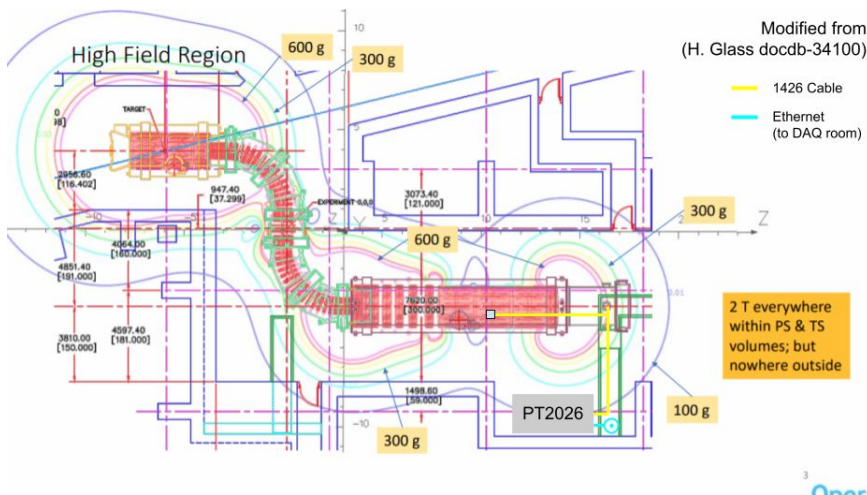 High Field Region
600 g
300 g
Modified from
(H. Glass docdb-34100)
1426 Cable
Ethernet
(to DAQ room)
10
X
TARGET
5
2956.60
[116.402]
947.40
[37.299]
EXPERIMENT 0,0,0
3073.40
[121.000]
300 g
-10
-5
Z
Y
10
15
2
Z
4064.00
[160.000]
600 g
4851.40
[191.000]
7620.00
[300.000]
0.01
2 T everywhere
within PS & TS
volumes; but
nowhere outside
3810.00
[150.000]
4597.40
[181.000]
1498.60
[59.000]
PT2026
100 g
300 g
-10
3